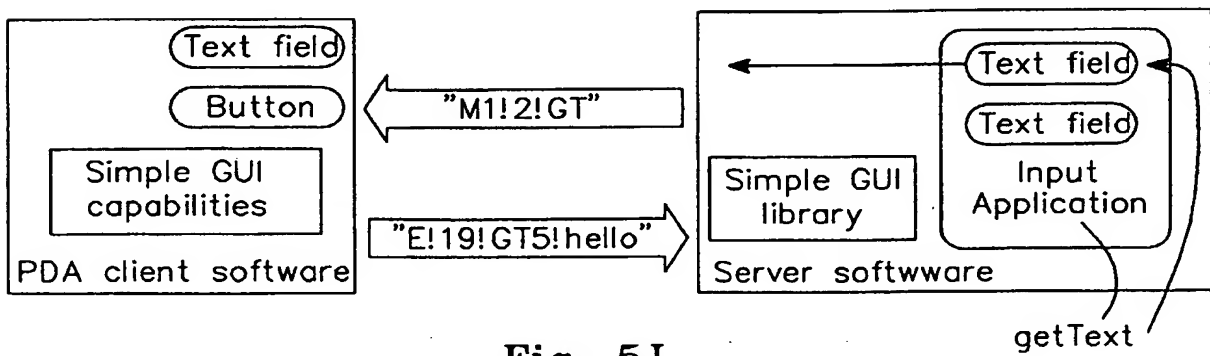 Text field
Button
Simple GUI
capabilities
PDA client software
"M1!2!GT"
"E!19!GT5!hello"
Text field
Text field
Input
Application
Simple GUI
library
Server softwware
getText